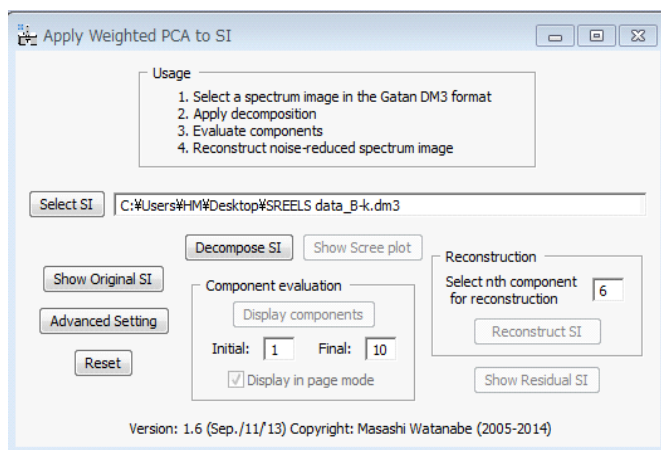 Apply Weighted PCA to SI
Usage
1. Select a spectrum image in the Gatan DM3 format
2. Apply decomposition
3. Evaluate components
4. Reconstruct noise-reduced spectrum image
Select SI
C:¥Users¥HM¥Desktop¥SREELS data_B-k.dm3
Decompose SI
Show Scree plot
Show Original SI
Advanced Setting
Reset
Component evaluation
Display components
Initial: 1 Final: 10
Display in page mode
Reconstruction
Select nth component
for reconstruction 6
Reconstruct SI
Show Residual SI
Version: 1.6 (Sep./11/'13) Copyright: Masashi Watanabe (2005-2014)